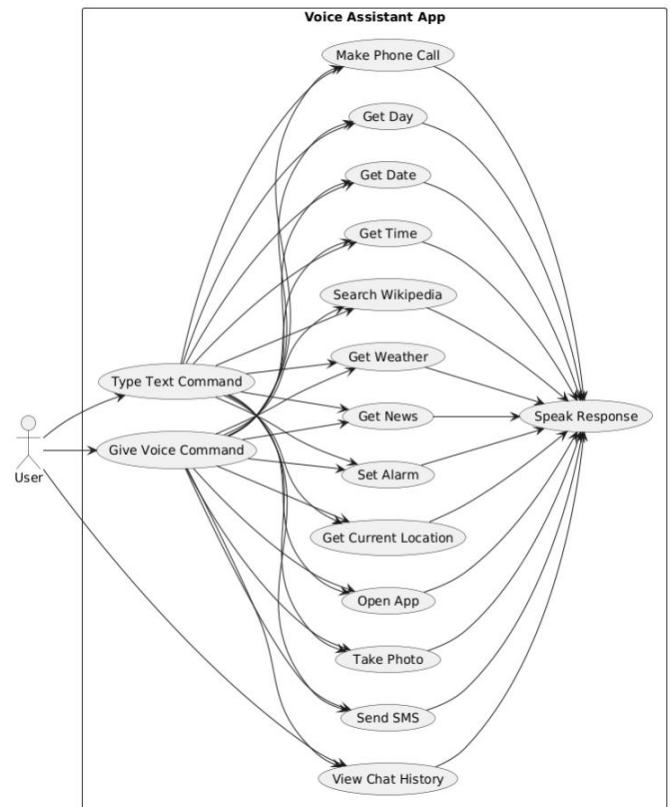 Voice Assistant App
Make Phone Call
Get Day
Get Date
Get Time
Search Wikipedia
Get Weather
Type Text Command
Get News
Speak Response
Give Voice Command
User
Set Alarm
Get Current Location
Open App
Take Photo
Send SMS
View Chat History